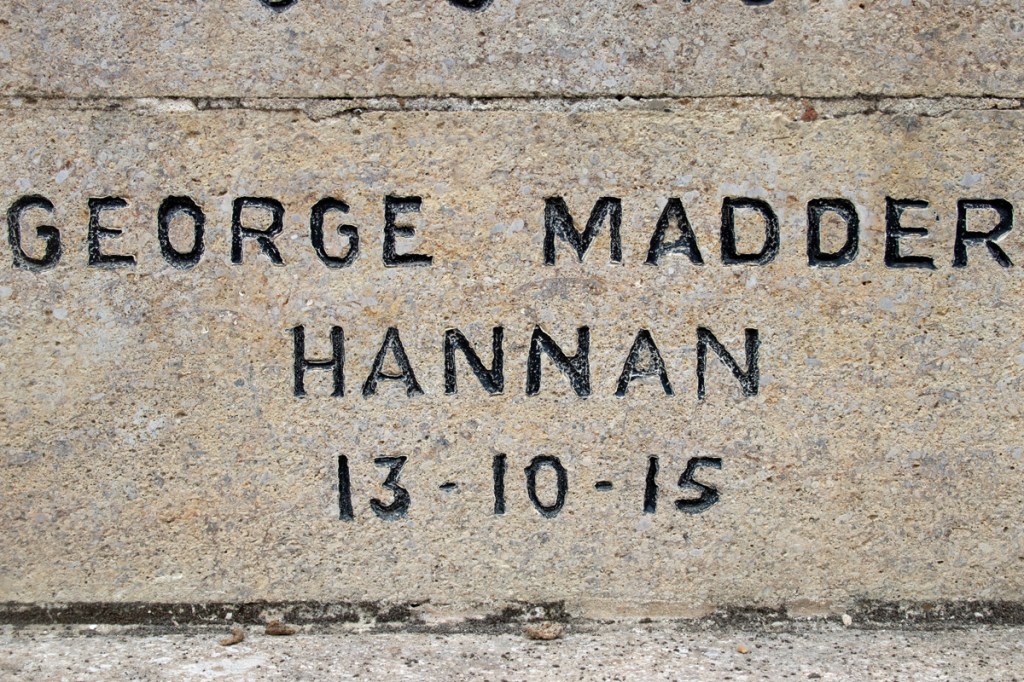 GEORGE MADDER
HANNAN
13-10-15